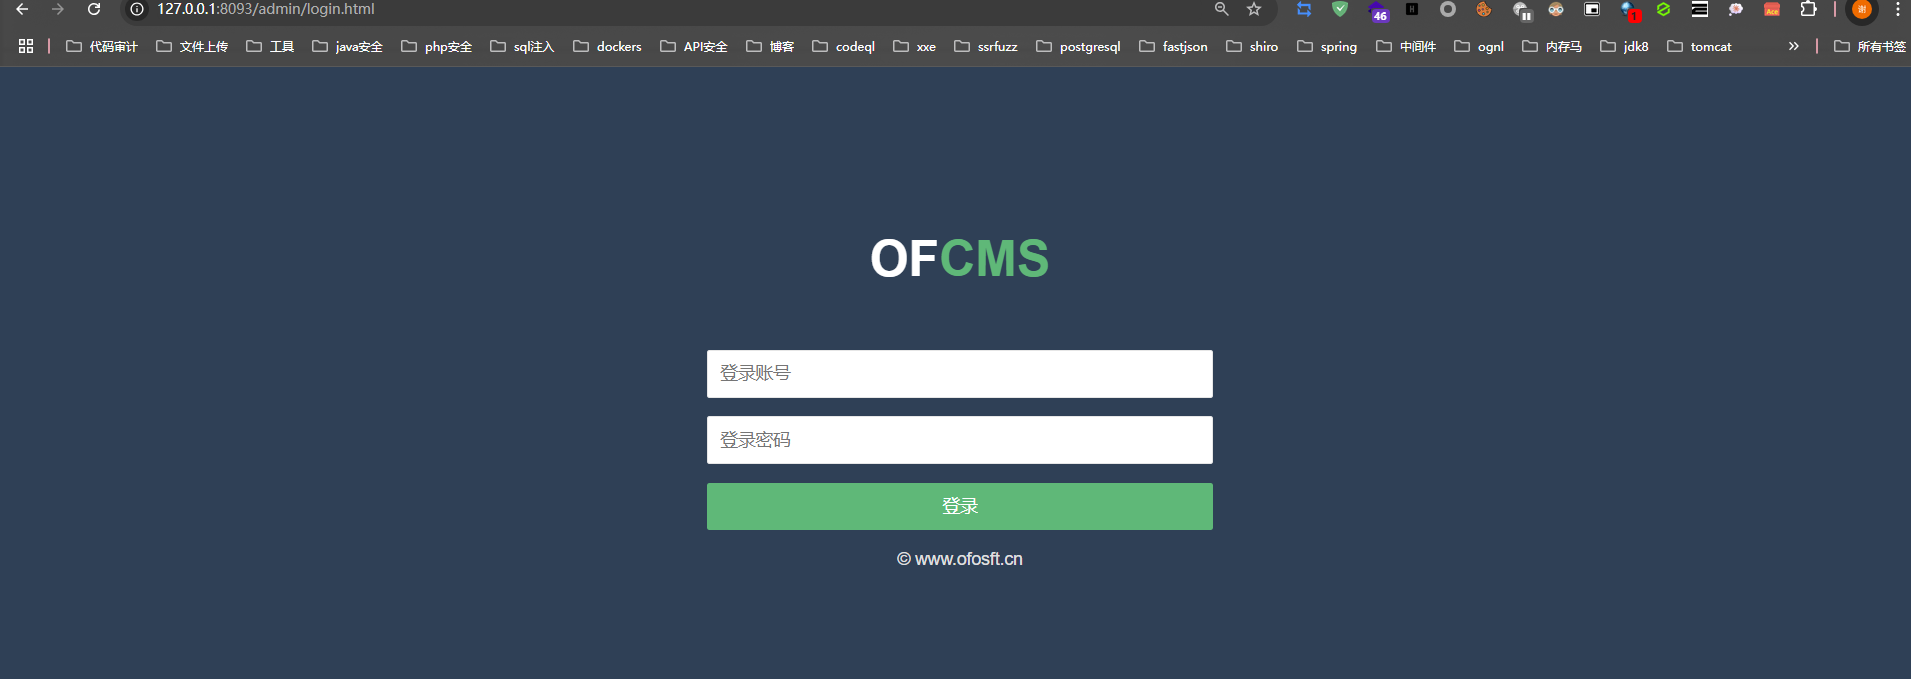 127.0.0.1:8093/admin/login.html
46
1
谢
代码审计 文件上传 工具 java安全 php安全 sql注入 dockers API安全 博客 codeql xxe ssrfuzz postgresql fastjson shiro spring 中间件 ognl 内存马 jdk8 tomcat » 所有书签
OFCMS
登录账号
登录密码
登录
© www.ofosft.cn